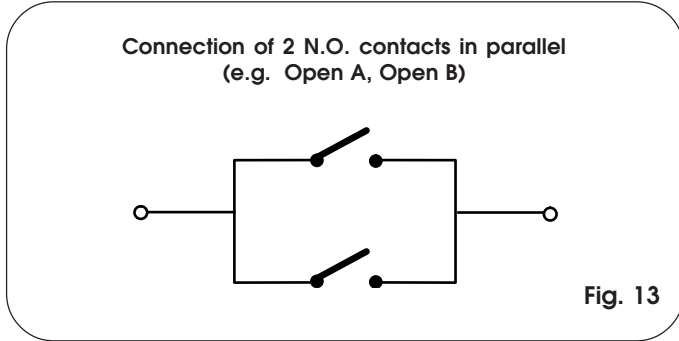 Connection of 2 N.O. contacts in parallel
(e.g. Open A, Open B)
Fig. 13